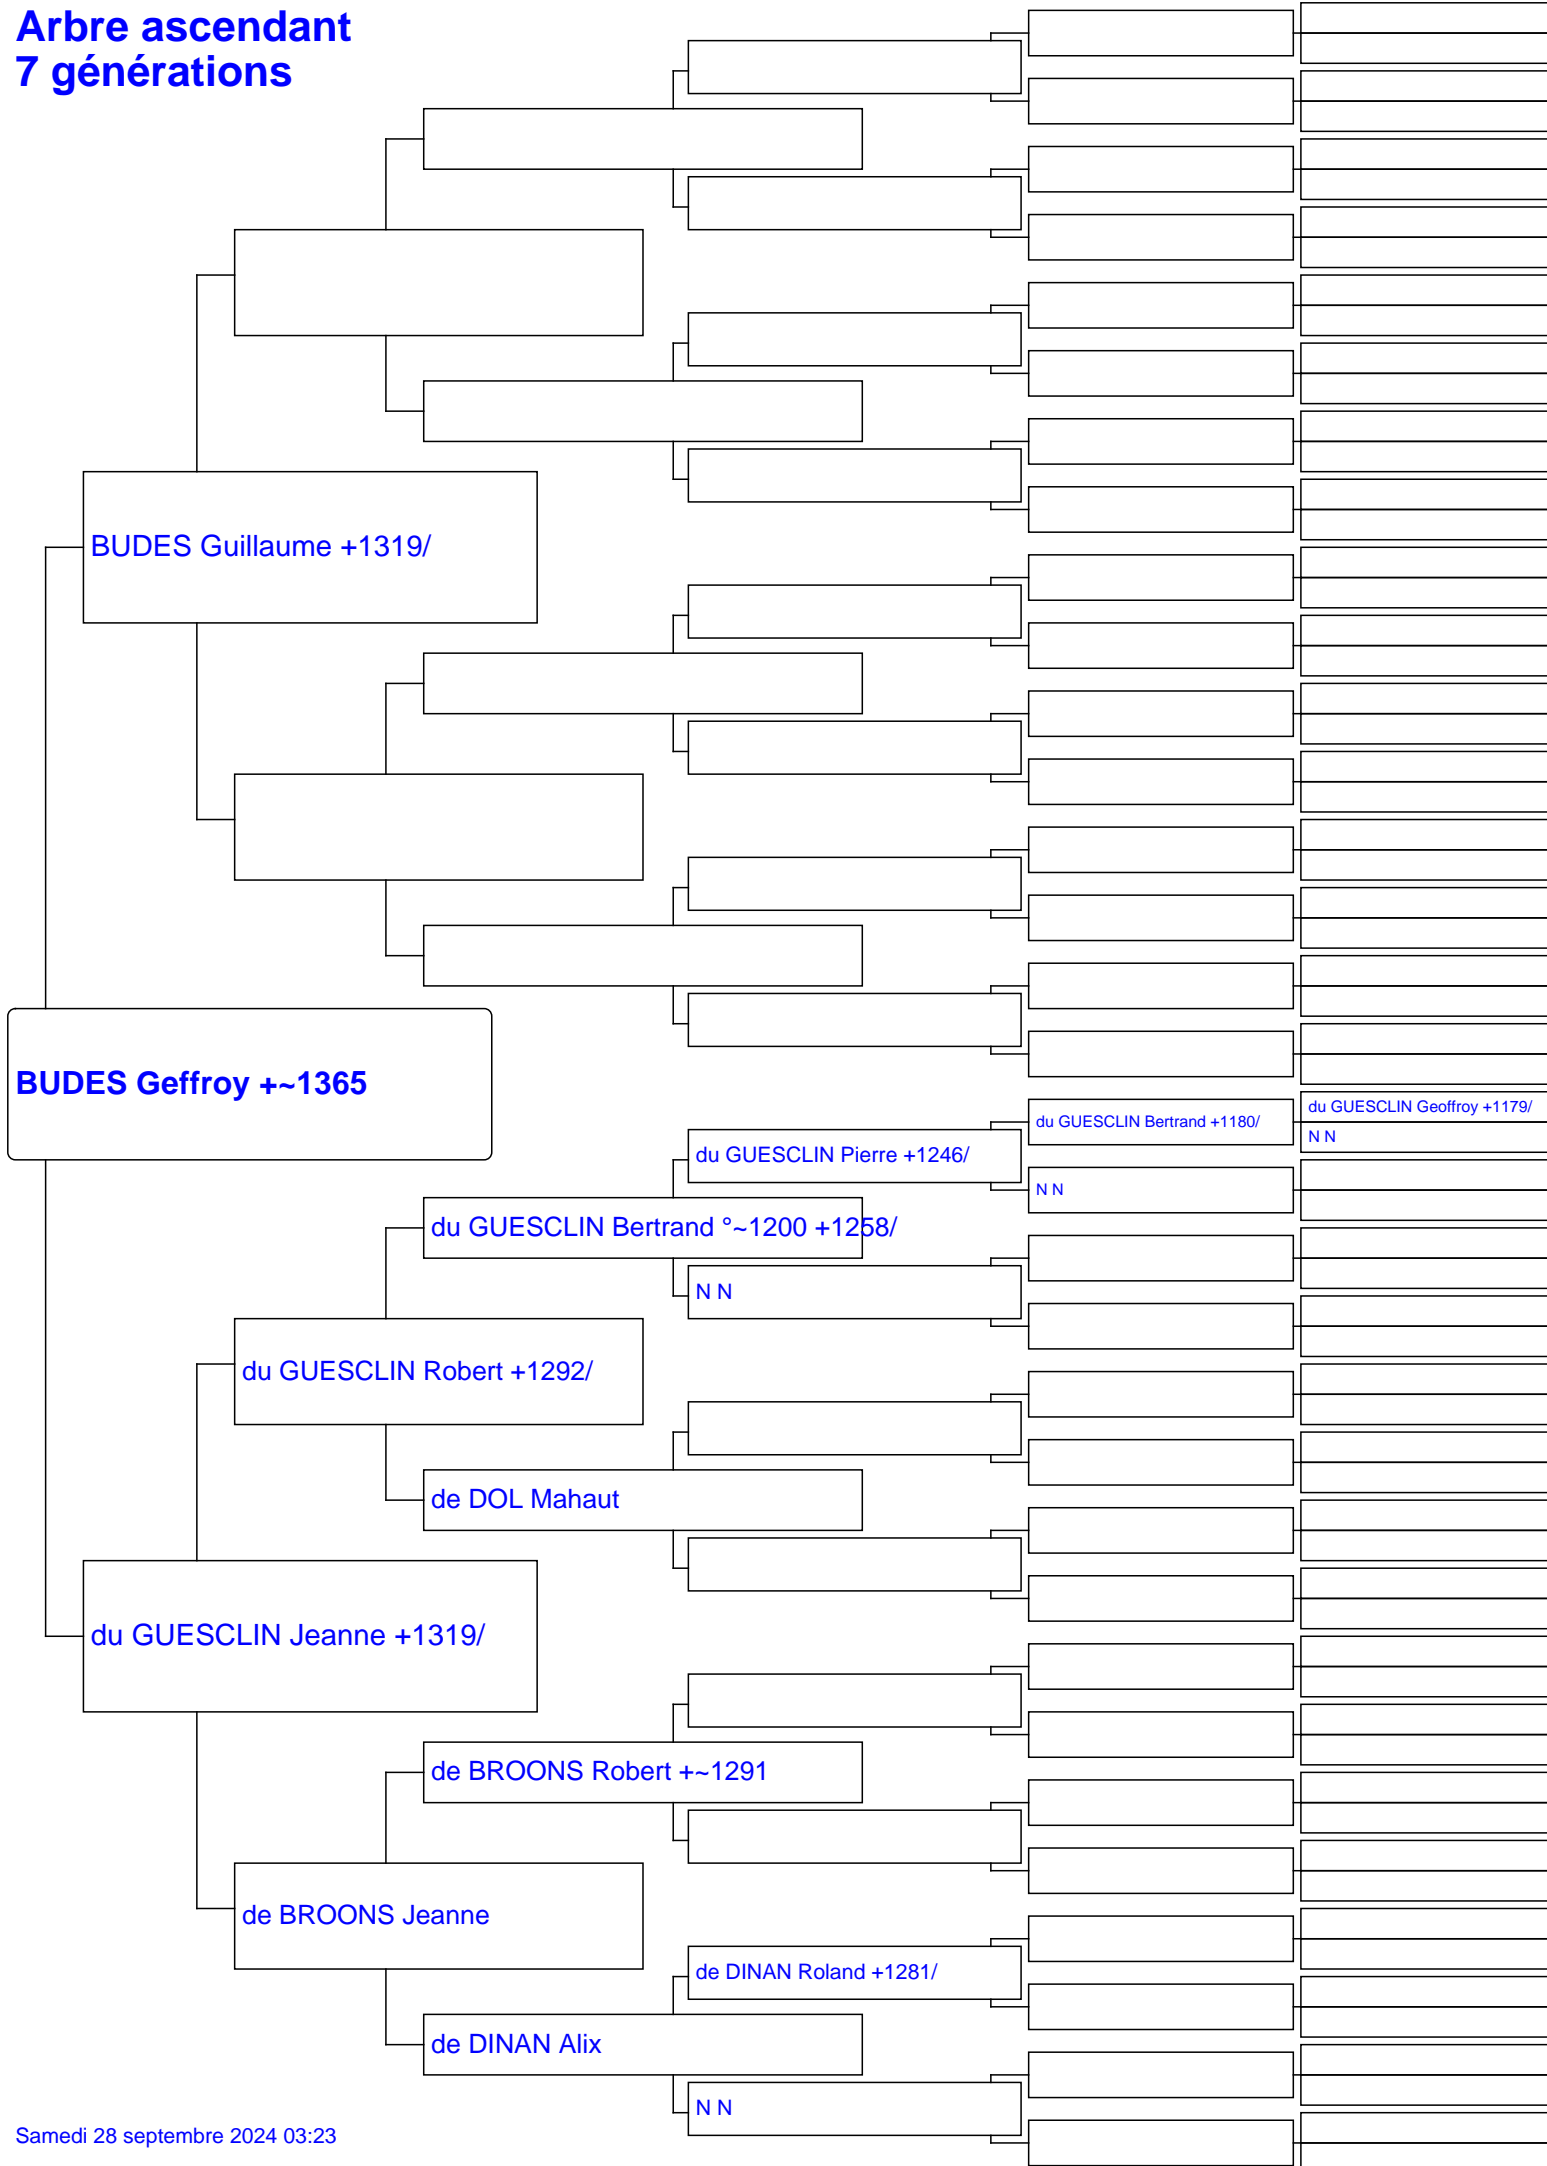 Arbre ascendant
7 générations
BUDES Guillaume +1319/
BUDES Geffroy +~1365
du GUESCLIN Geoffroy +1179/
du GUESCLIN Bertrand +1180/
N N
du GUESCLIN Pierre +1246/
N N
du GUESCLIN Bertrand °~1200 +1258/
N N
du GUESCLIN Robert +1292/
de DOL Mahaut
du GUESCLIN Jeanne +1319/
de BROONS Robert +~1291
de BROONS Jeanne
de DINAN Roland +1281/
de DINAN Alix
N N
Samedi 28 septembre 2024 03:23